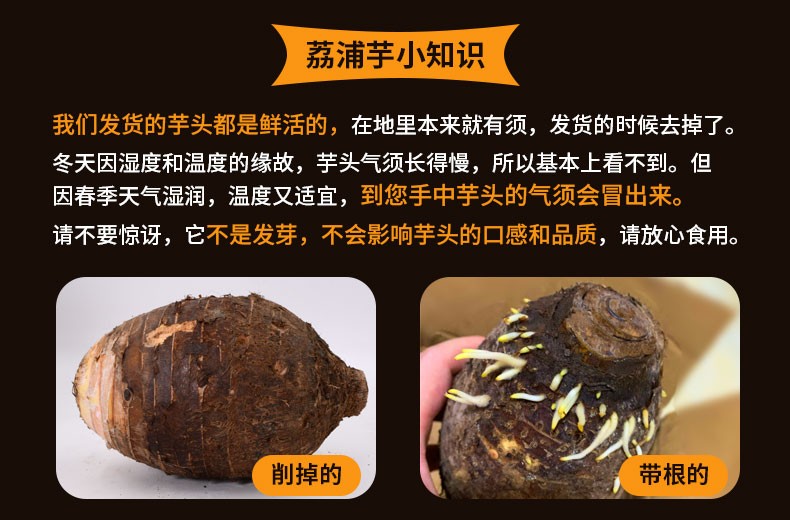 荔浦芋小知识
我们发货的芋头都是鲜活的，在地里本来就有须，发货的时候去掉了。
冬天因湿度和温度的缘故，芋头气须长得慢，所以基本上看不到。但
因春季天气湿润，温度又适宜，到您手中芋头的气须会冒出来。
请不要惊讶，它不是发芽，不会影响芋头的口感和品质，请放心食用。
削掉的
带根的